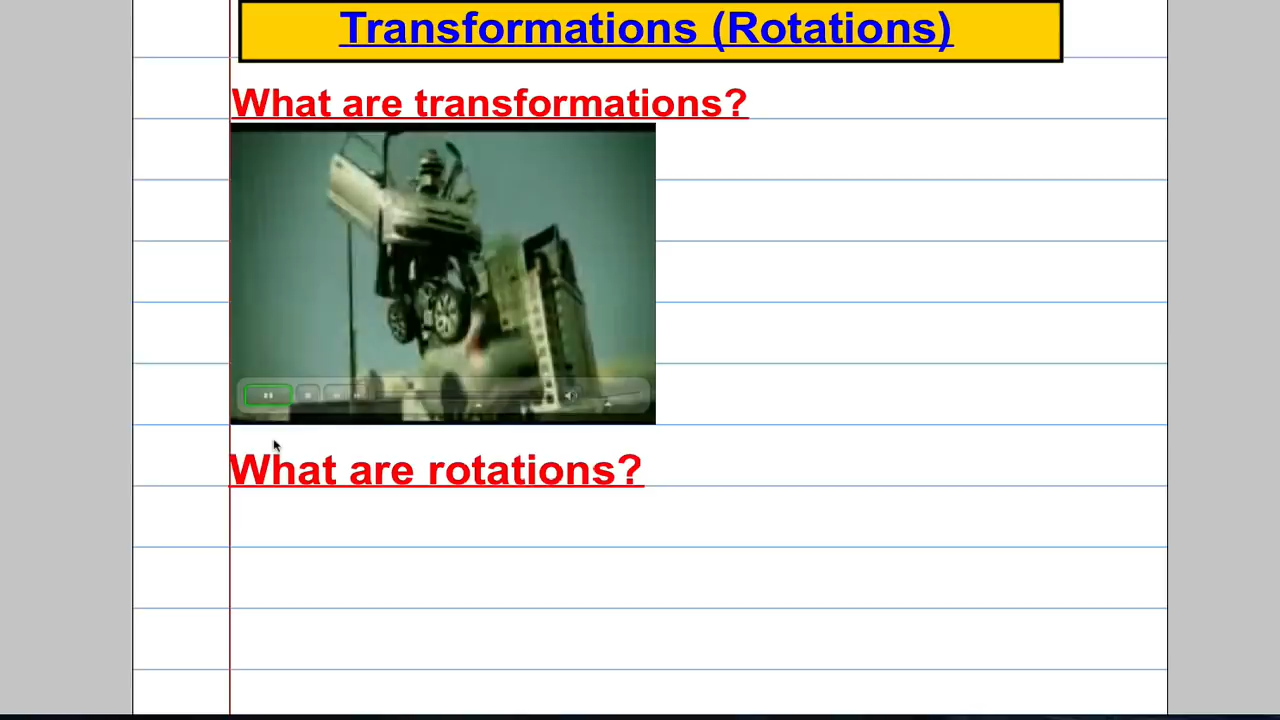 Transformations (Rotations)
What are transformations?
What are rotations?